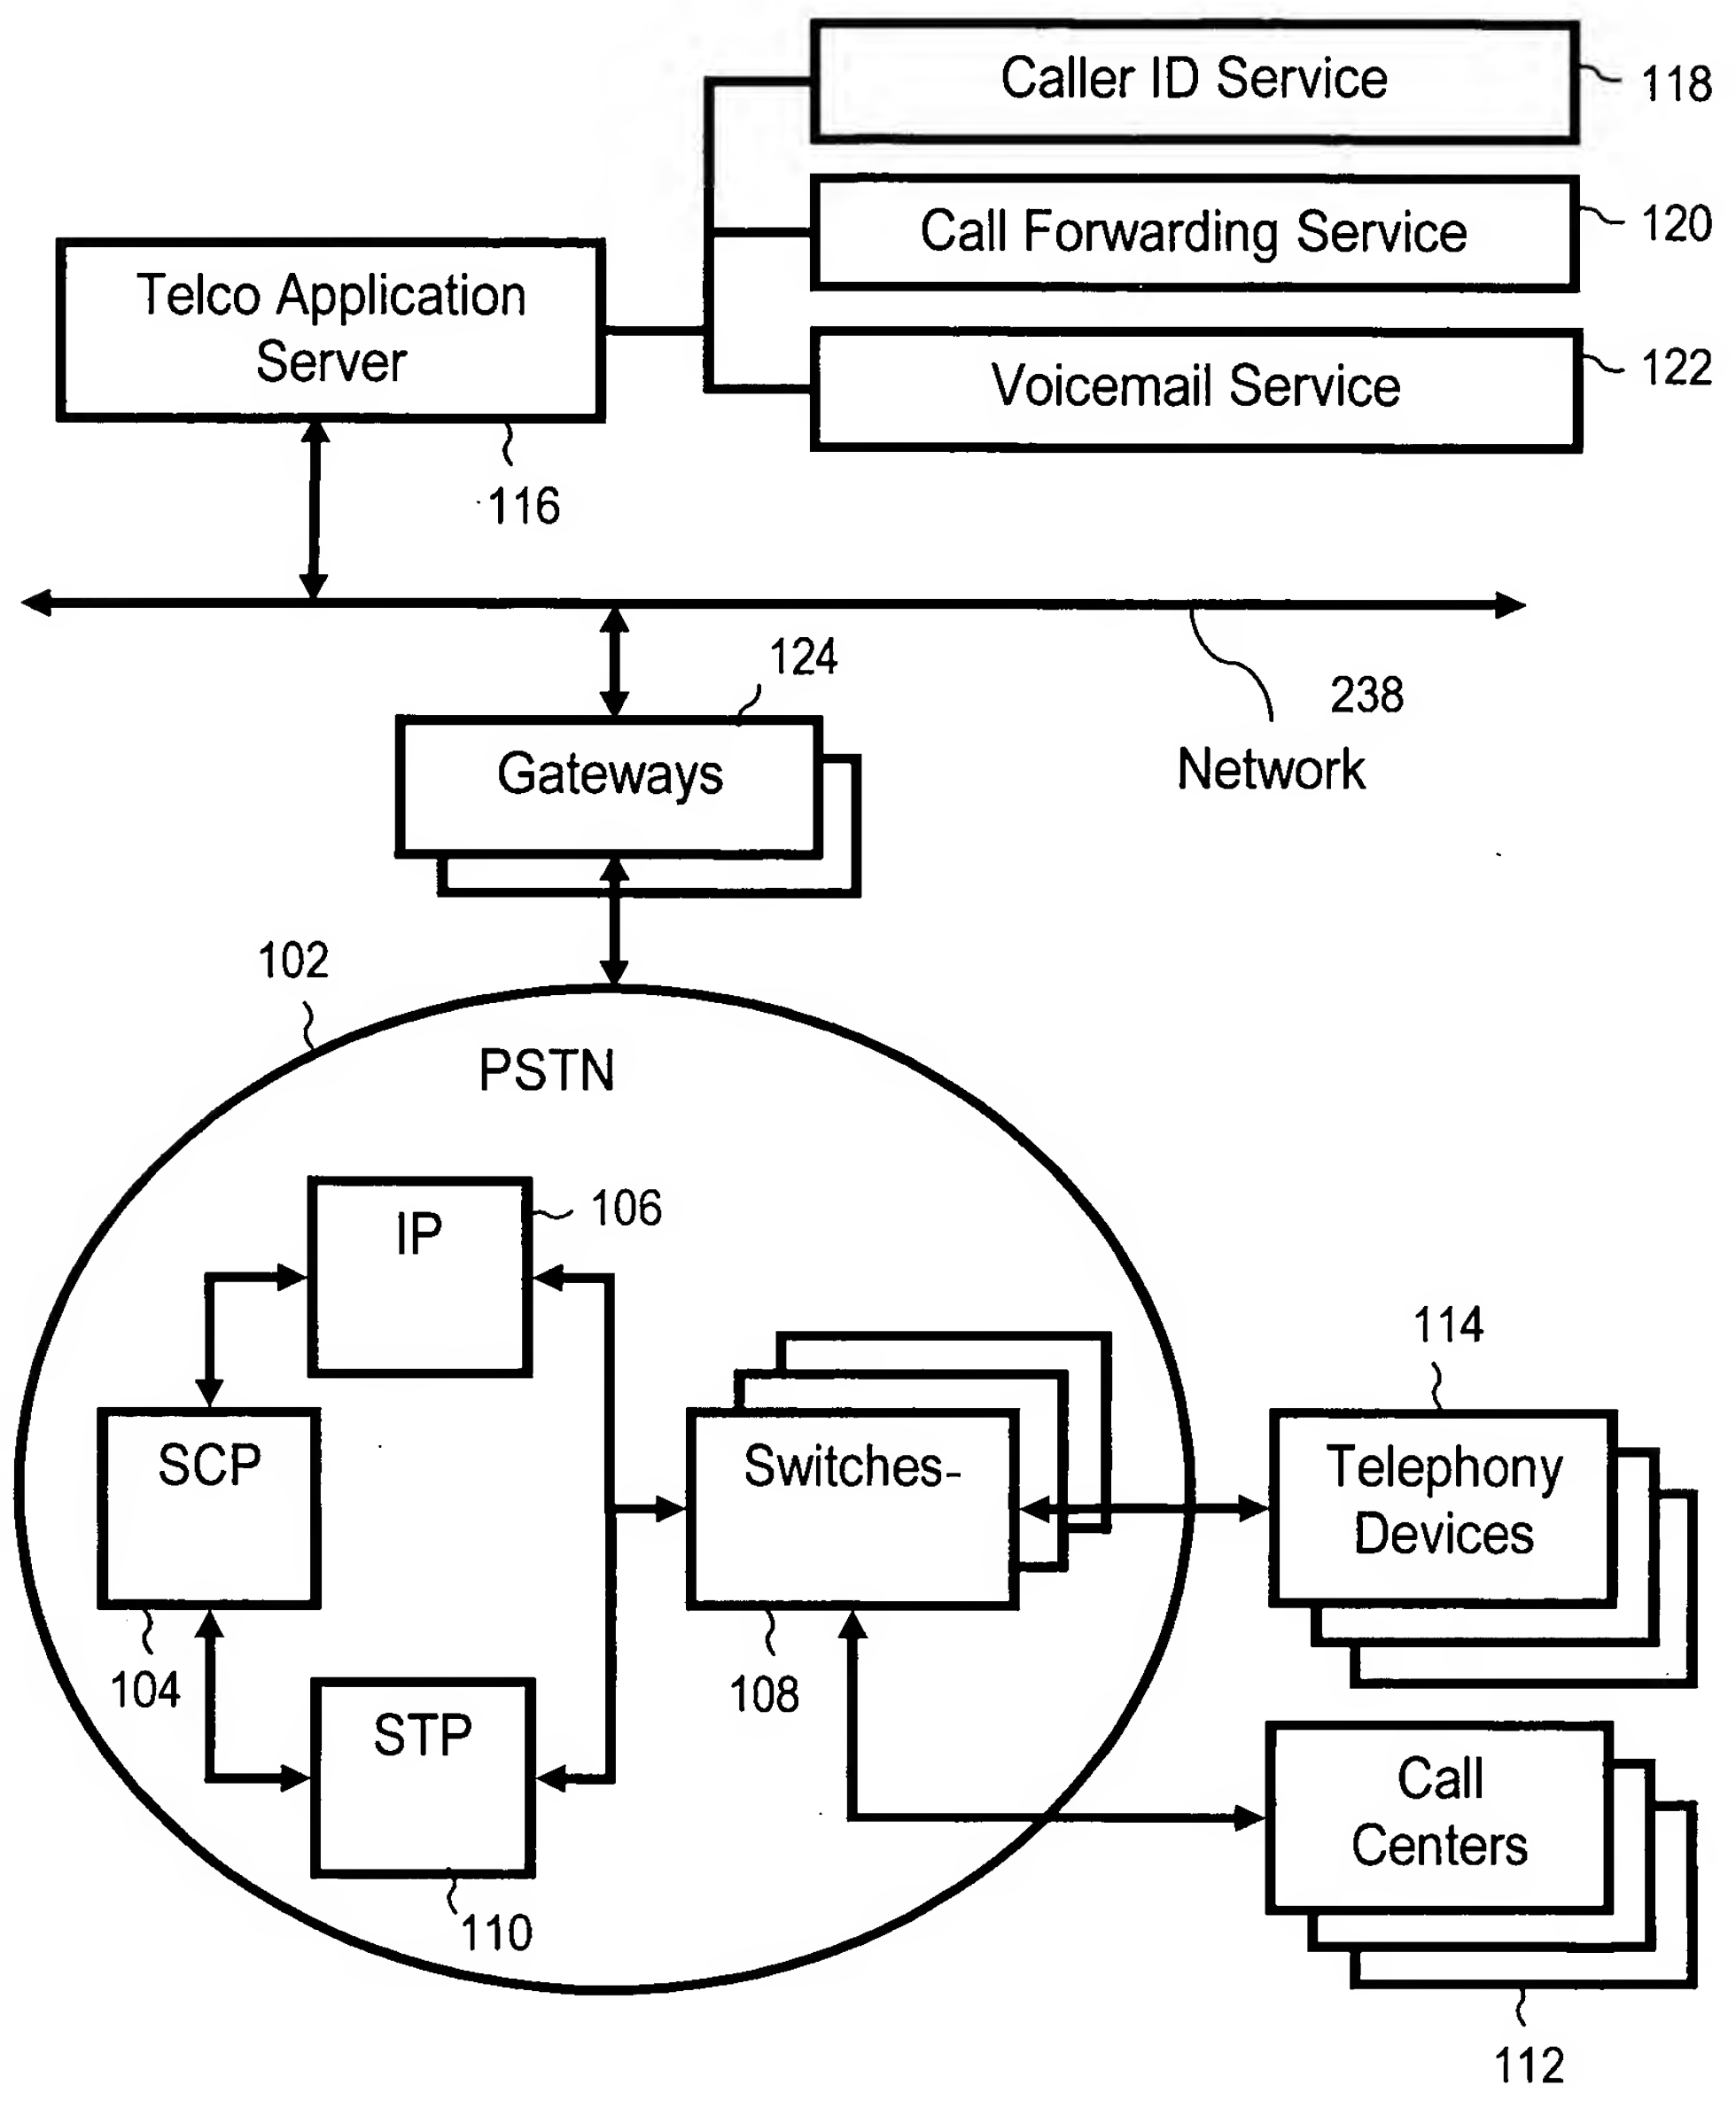 Caller ID Service
118
Call Forwarding Service
120
Telco Application
Server
Voicemail Service
122
116
124
238
Network
Gateways
102
PSTN
IP
106
114
SCP
Switches-
Telephony
Devices
104
108
STP
Call
Centers
110
112